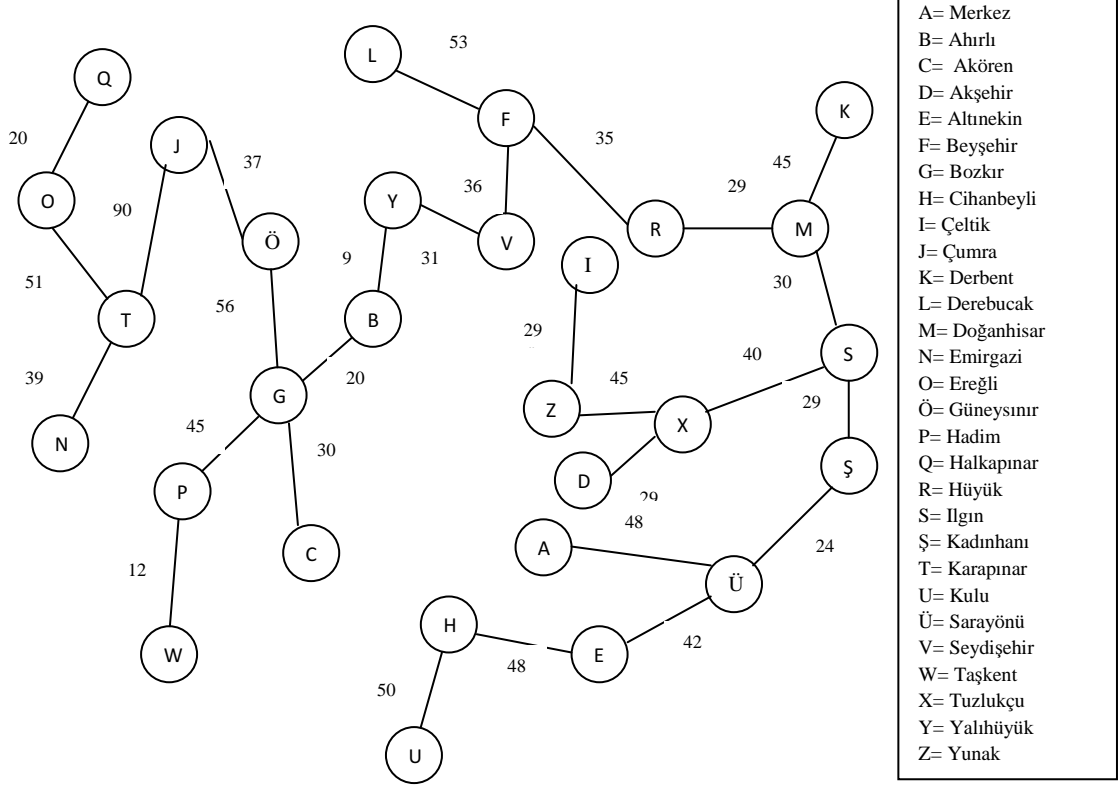 A= Merkez
B= Ahırlı
C= Akören
D= Akşehir
E= Altınekin
F= Beyşehir
G= Bozkır
H= Cihanbeyli
I= Çeltik
J= Çumra
K= Derbent
L= Derebucak
M= Doğanhisar
N= Emirgazi
O= Ereğli
Ö= Güneysınır
P= Hadim
Q= Halkapınar
R= Hüyük
S= Ilgın
Ş= Kadınhanı
T= Karapınar
U= Kulu
Ü= Sarayönü
V= Seydişehir
W= Taşkent
X= Tuzlukçu
Y= Yalıhüyük
Z= Yunak
L
53
Q
F
K
20
J
35
37
45
O
Y
36
29
90
R
M
Ö
V
I
9
31
30
51
56
T
B
29
S
40
39
20
45
29
G
Z
X
45
N
30
Ş
P
D
29
48
A
24
C
12
Ü
H
42
W
E
48
50
U